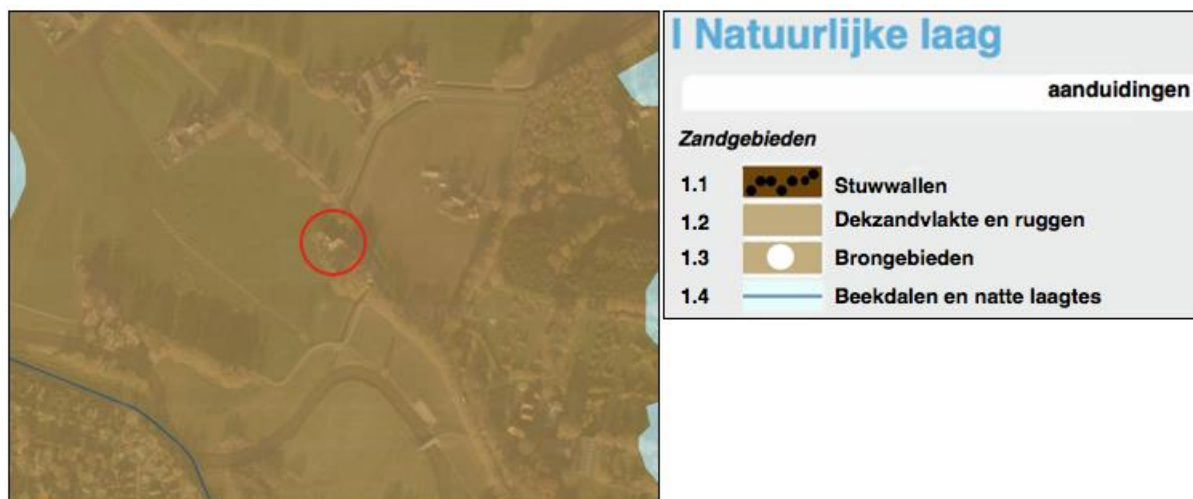 I Natuurlijke laag
aanduidingen
Zandgebieden
1.1 Stuwwallen
1.2 Dekzandvlakte en ruggen
1.3 Brongebieden
1.4 Beekdalen en natte laagtes